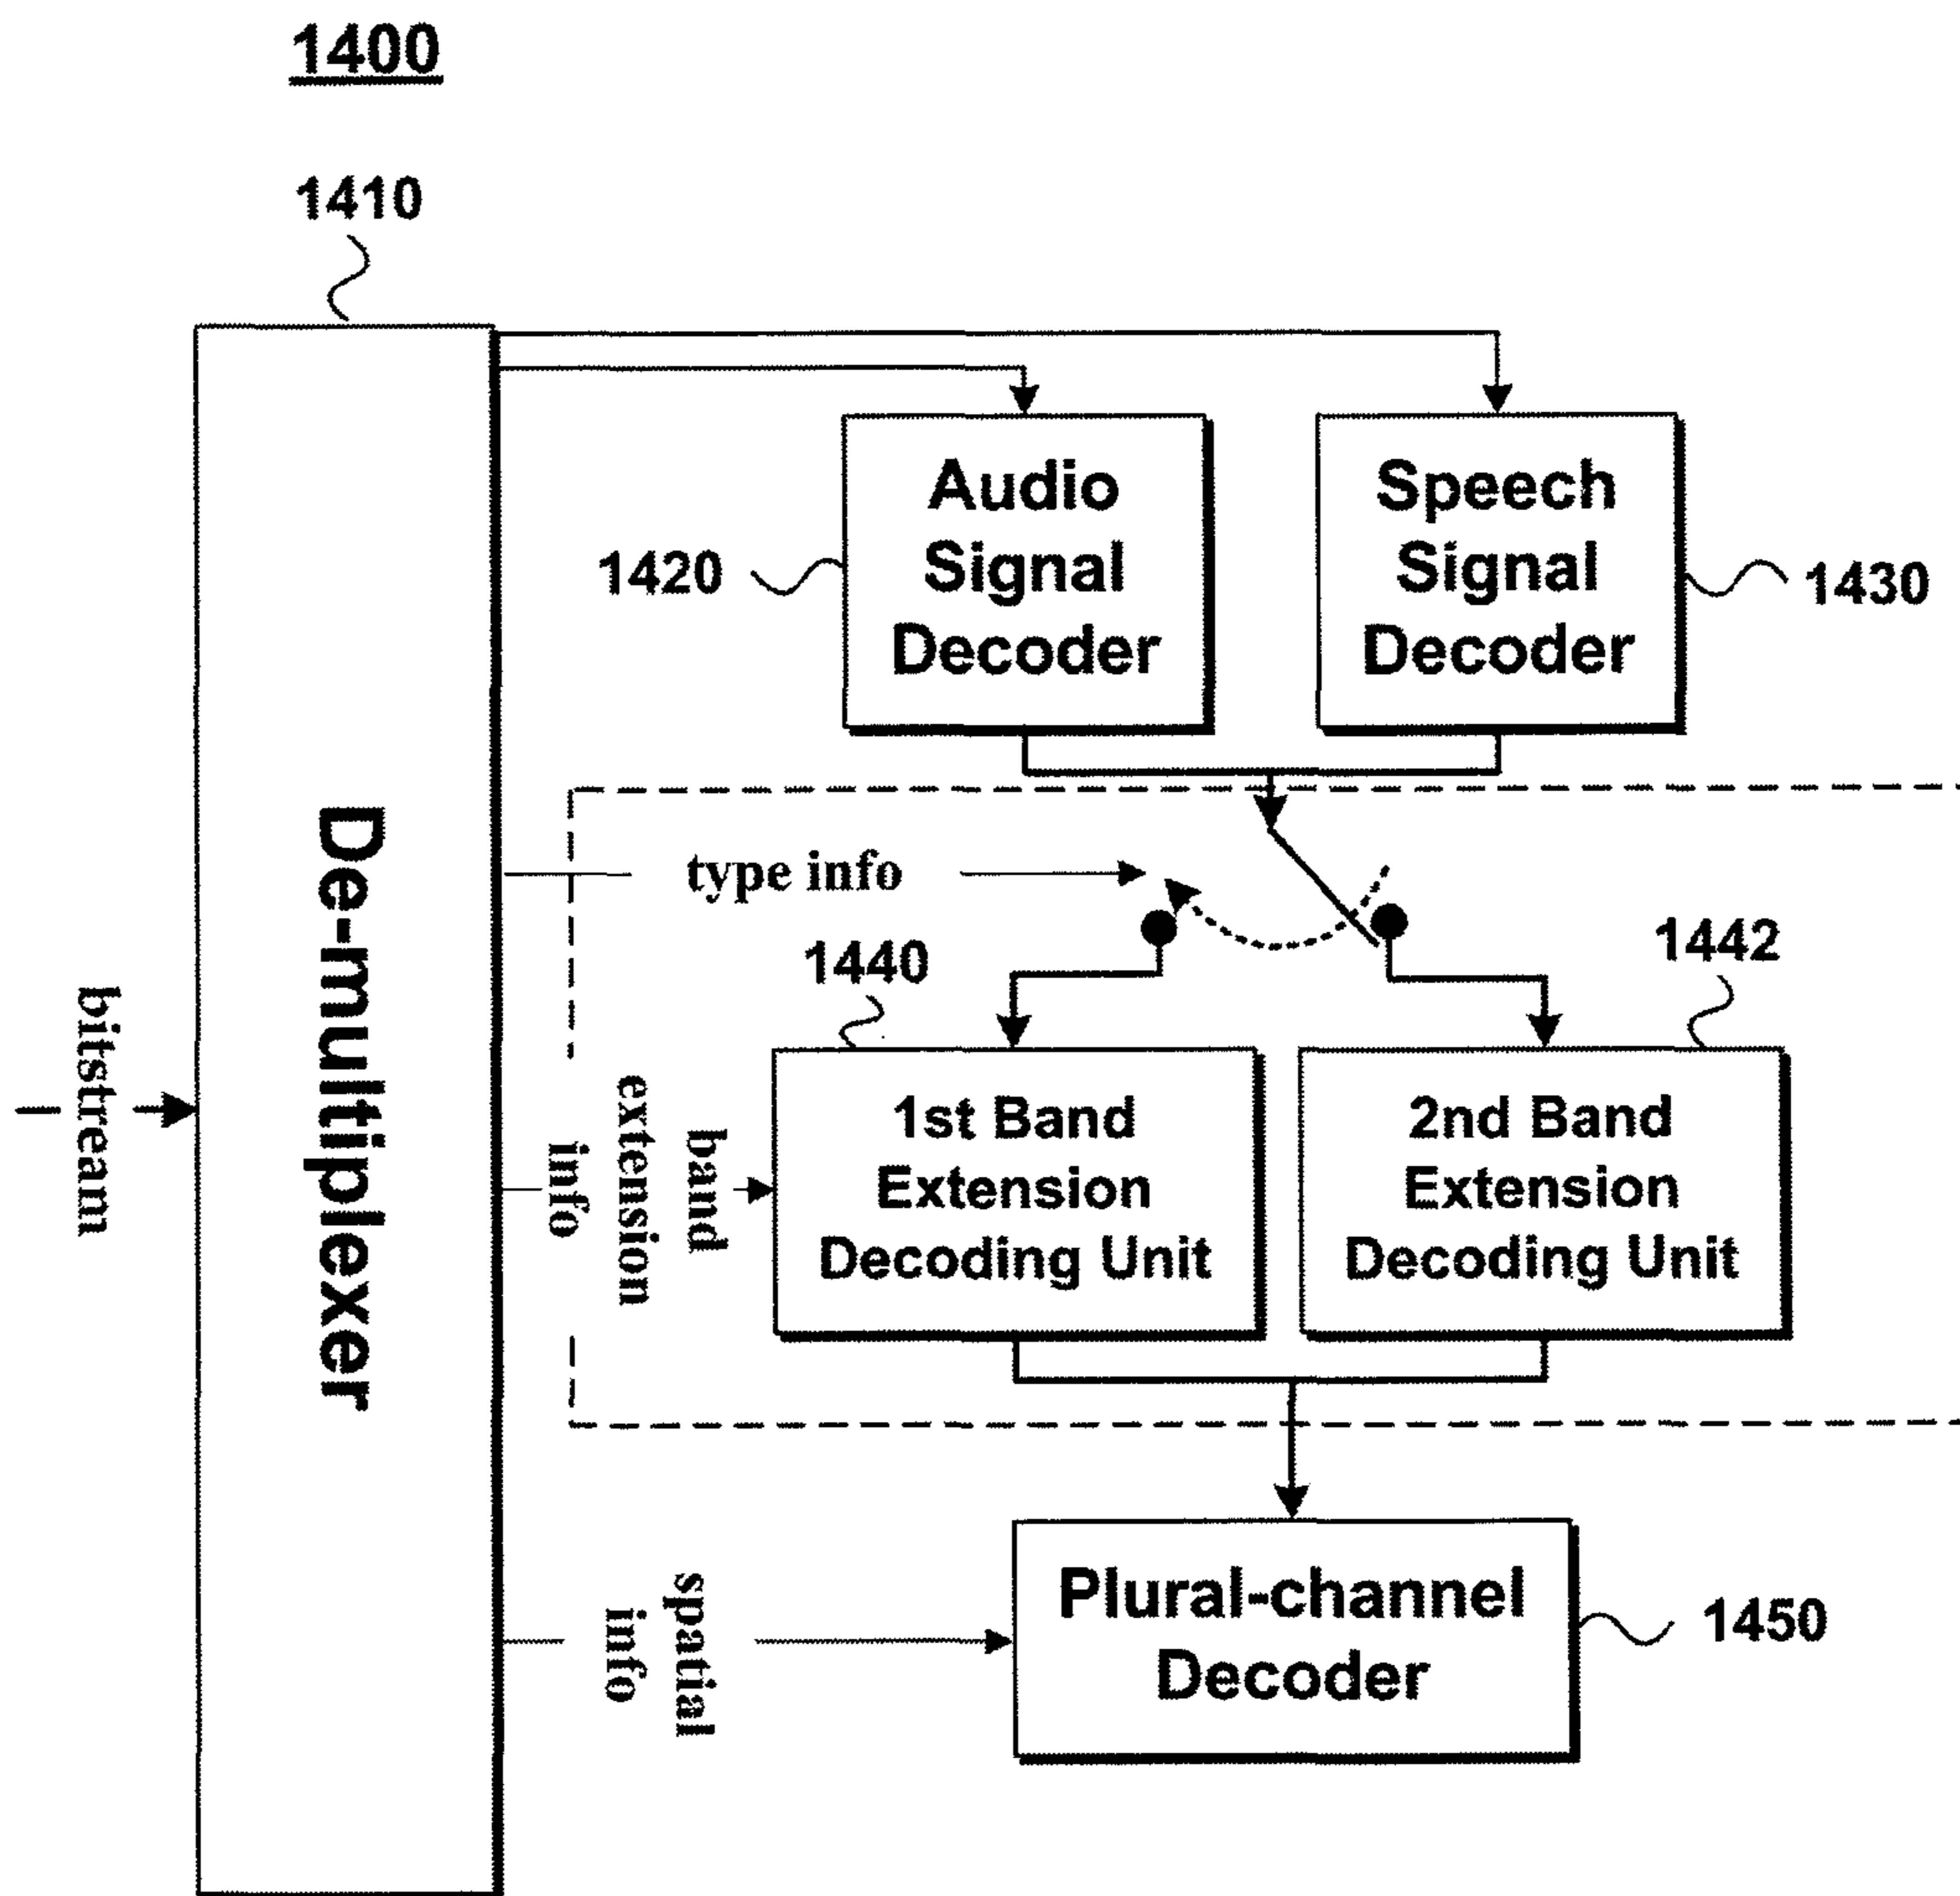 1400
1410
Audio
Signal
Decoder
Speech
Signal
Decoder
1420
1430
De-multiplexer
bitstream
type info
1440
1442
band
extension
info
1st Band
Extension
Decoding Unit
2nd Band
Extension
Decoding Unit
spatial
info
Plural-channel
Decoder
1450